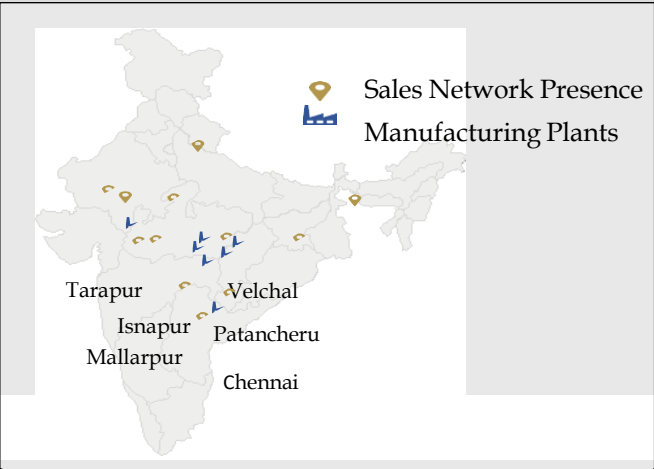 Sales Network Presence
Manufacturing Plants
Tarapur
Velchal
Isnapur
Patancheru
Mallarpur
Chennai